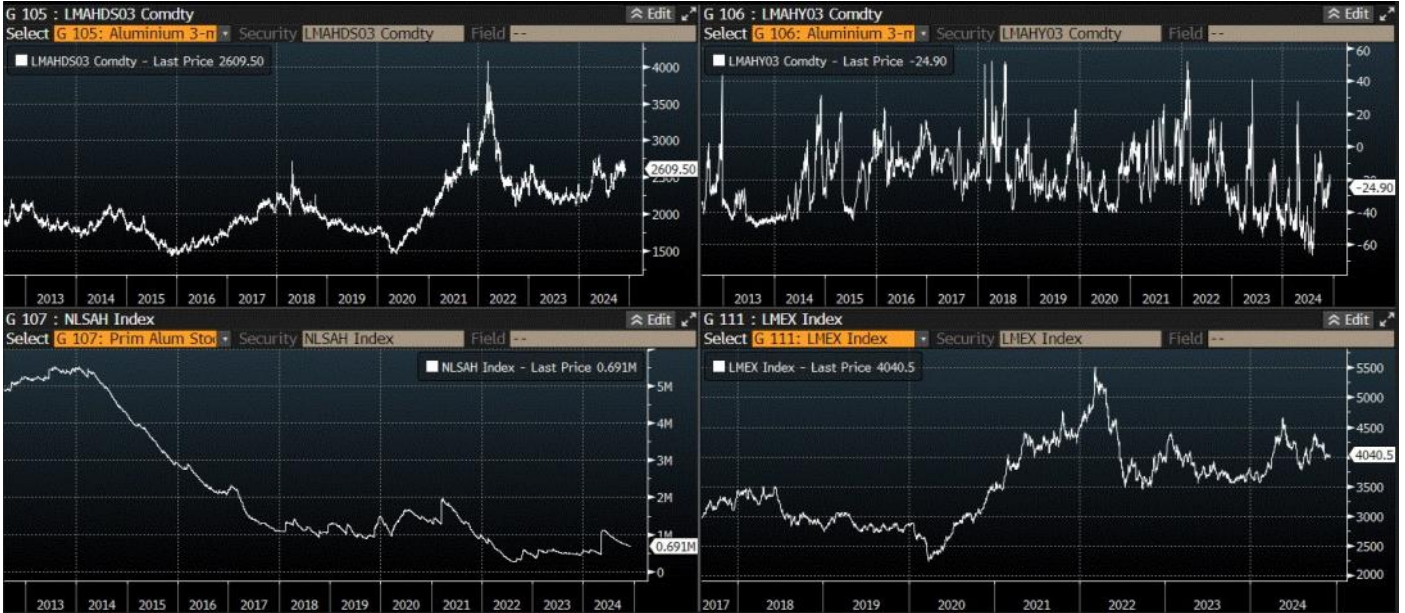 G 105 : LMAHDS03 Comdty
Edit
Select G 105: Aluminium 3-m Security LMAHDS03 Comdty Field --
LMAHDS03 Comdty - Last Price 2609.50
4000
3500
3000
2609.50
2500
2000
1500
2013 2014 2015 2016 2017 2018 2019 2020 2021 2022 2023 2024
G 106 : LMAHY03 Comdty
Edit
Select G 106: Aluminium 3-m Security LMAHY03 Comdty Field --
LMAHY03 Comdty - Last Price -24.90
60
40
20
0
-20
-24.90
-40
-60
2013 2014 2015 2016 2017 2018 2019 2020 2021 2022 2023 2024
G 107 : NLSAH Index
Edit
Select G 107: Prim Alum Sto Security NLSAH Index Field --
NLSAH Index - Last Price 0.691M
5M
4M
3M
2M
1M
0.691M
0
2013 2014 2015 2016 2017 2018 2019 2020 2021 2022 2023 2024
G 111 : LMEX Index
Edit
Select G 111: LMEX Index Security LMEX Index Field --
LMEX Index - Last Price 4040.5
5500
5000
4500
4040.5
3500
3000
2500
2000
2017 2018 2019 2020 2021 2022 2023 2024